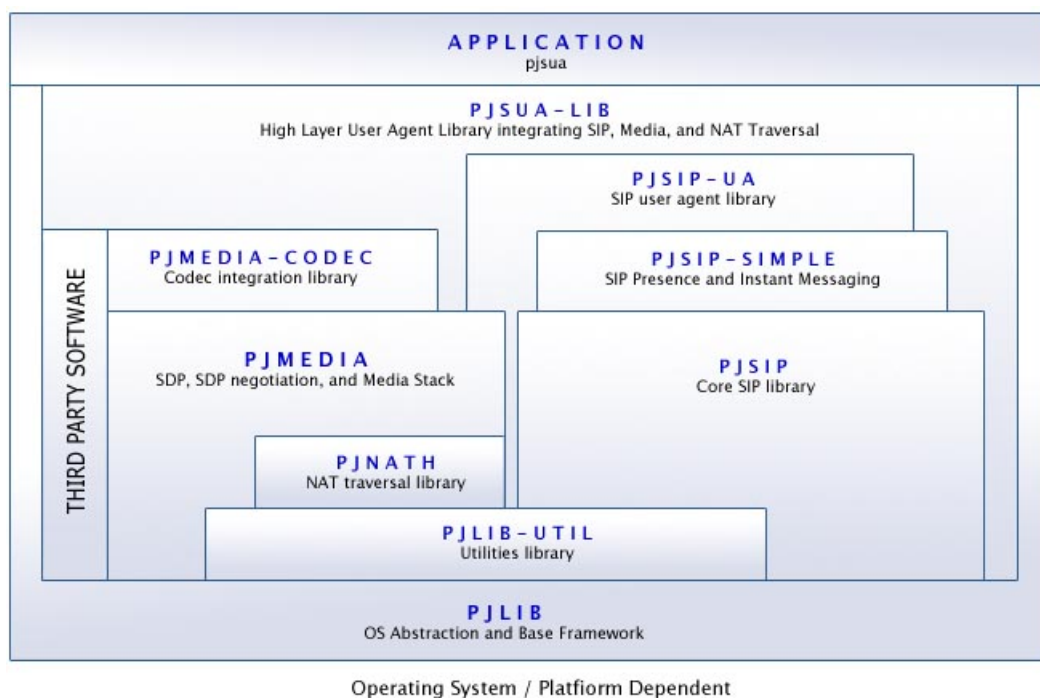 APPLICATION
pjsua
PJSUA-LIB
High Layer User Agent Library integrating SIP, Media, and NAT Traversal
PJSIP-UA
SIP user agent library
PJMEDIA-CODEC
Codec integration library
PJSIP-SIMPLE
SIP Presence and Instant Messaging
THIRD PARTY SOFTWARE
PJMEDIA
SDP, SDP negotiation, and Media Stack
PJSIP
Core SIP library
PJNATH
NAT traversal library
PJLIB-UTIL
Utilities library
PJLIB
OS Abstraction and Base Framework
Operating System / Platfiorm Dependent